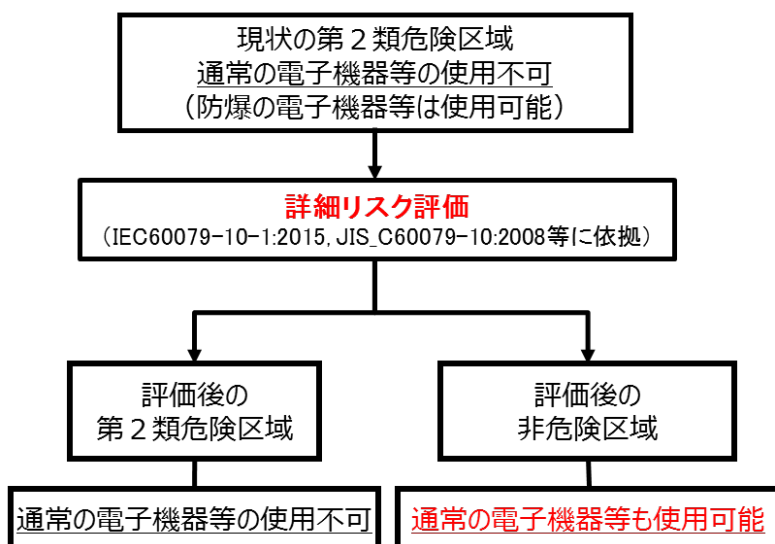 現状の第２類危険区域
通常の電子機器等の使用不可
（防爆の電子機器等は使用可能）
詳細リスク評価
（IEC60079-10-1:2015, JIS_C60079-10:2008等に依拠）
評価後の
第２類危険区域
評価後の
非危険区域
通常の電子機器等の使用不可
通常の電子機器等も使用可能